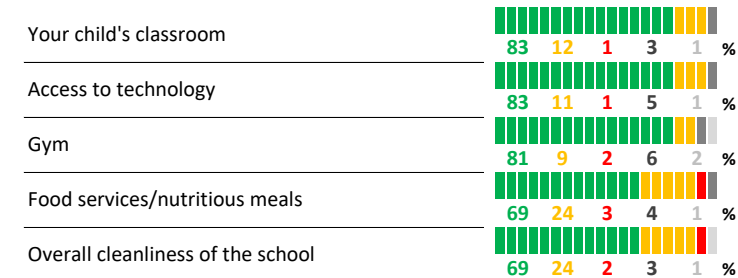 Your child's classroom
83 12 1 3 1 %
Access to technology
83 11 1 5 1 %
Gym
81 9 2 6 2 %
Food services/nutritious meals
69 24 3 4 1 %
Overall cleanliness of the school
69 24 2 3 1 %